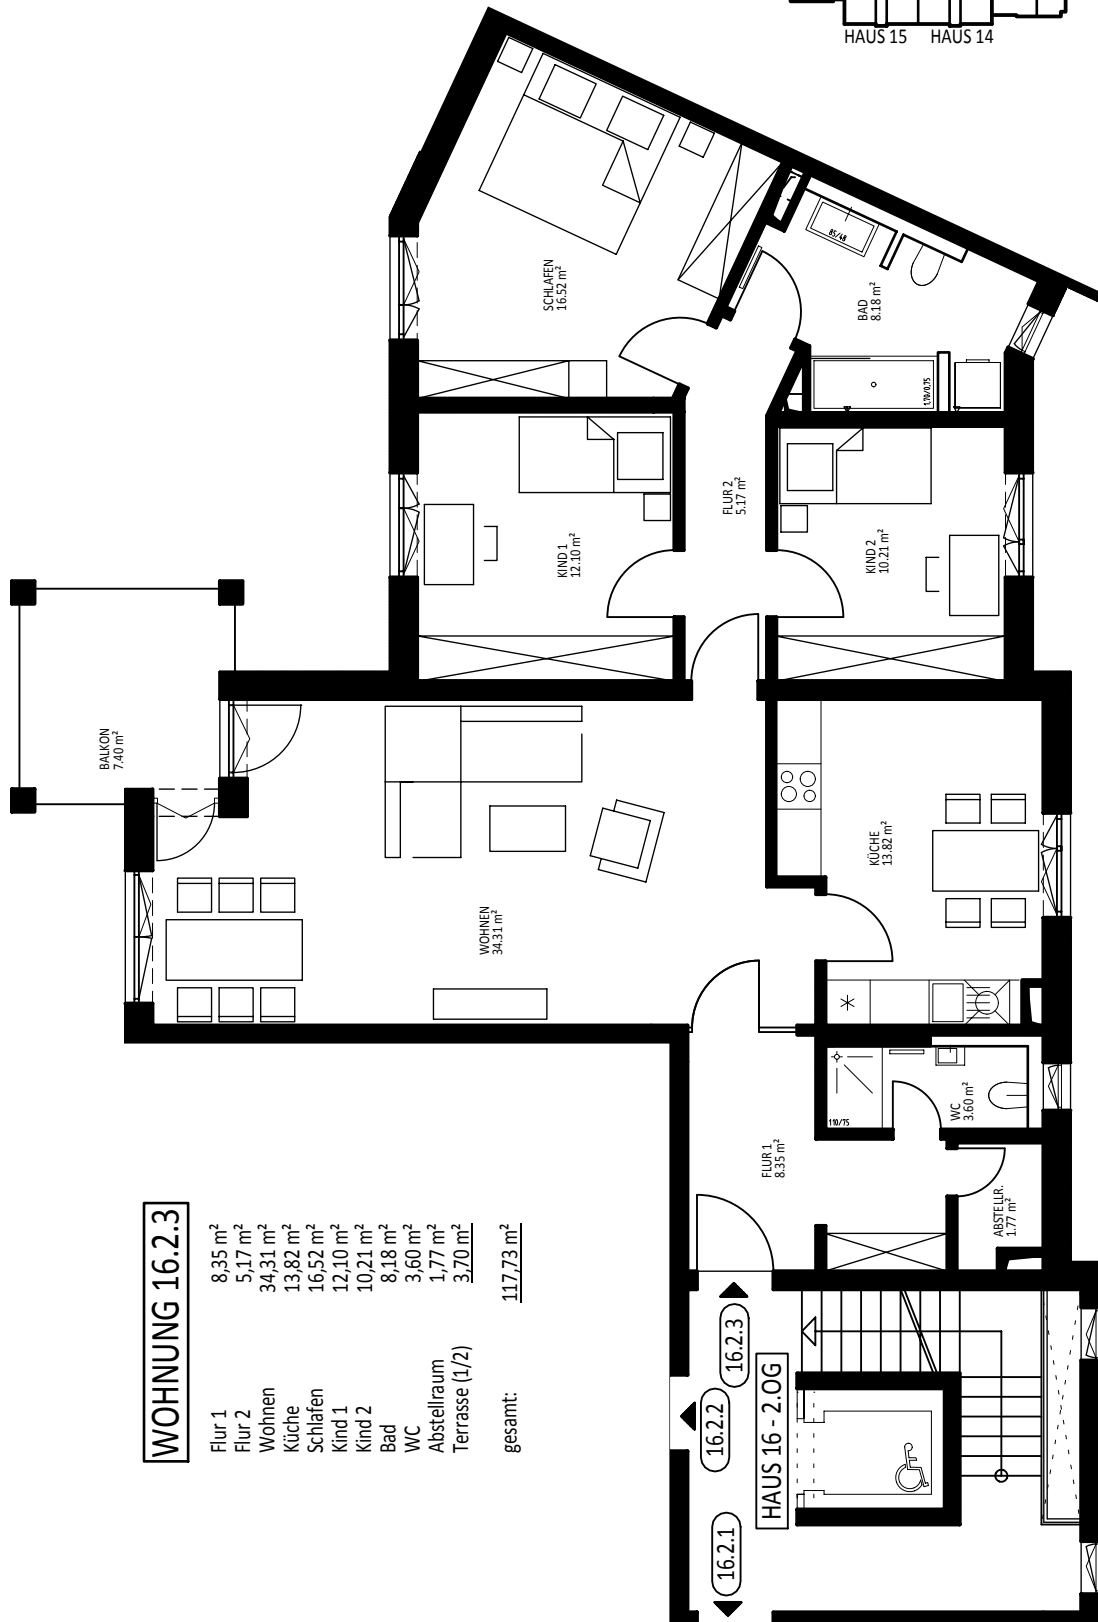 HAUS 15 HAUS 14
SCHLAFEN
16.52 m²
85/48
BAD
8.18 m²
1,70/0,75
KIND 1
12.10 m²
FLUR 2
5.17 m²
KIND 2
10.21 m²
BALKON
7.40 m²
WOHNEN
34.31 m²
KÜCHE
13.82 m²
110/75
WC
3.60 m²
FLUR 1
8.35 m²
ABSTELLR.
1.77 m²
WOHNUNG 16.2.3
Flur 1 8,35 m²
Flur 2 5,17 m²
Wohnen 34,31 m²
Küche 13,82 m²
Schlafen 16,52 m²
Kind 1 12,10 m²
Kind 2 10,21 m²
Bad 8,18 m²
WC 3,60 m²
Abstellraum 1,77 m²
Terrasse (1/2) 3,70 m²
gesamt: 117,73 m²
16.2.3
16.2.2
HAUS 16 - 2.OG
16.2.1